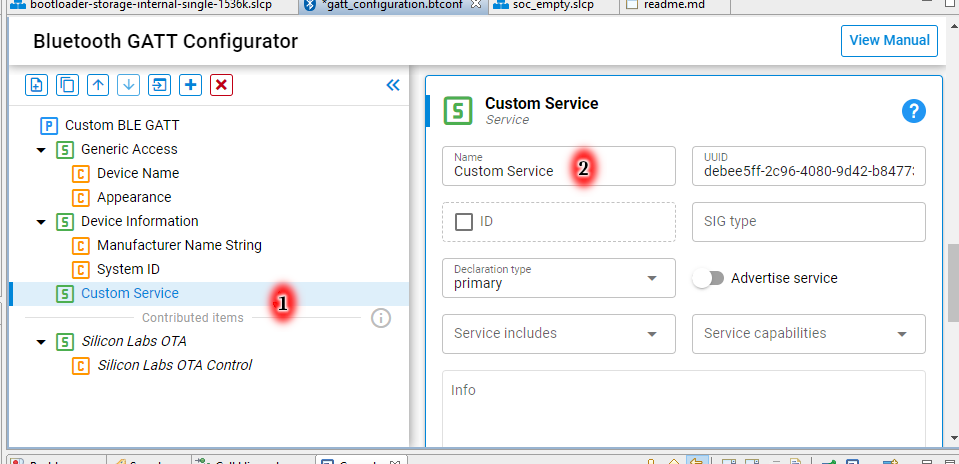 bootloader-storage-internal-single-1536k.slcp
*gatt_configuration.btconf
soc_empty.slcp
readme.md
Bluetooth GATT Configurator
View Manual
P Custom BLE GATT
S Generic Access
C Device Name
C Appearance
S Device Information
C Manufacturer Name String
C System ID
S Custom Service
1
Contributed items
S Silicon Labs OTA
C Silicon Labs OTA Control
S Custom Service
Service
?
Name
Custom Service
2
UUID
debee5ff-2c96-4080-9d42-b8477
ID
SIG type
Declaration type
primary
Advertise service
Service includes
Service capabilities
Info